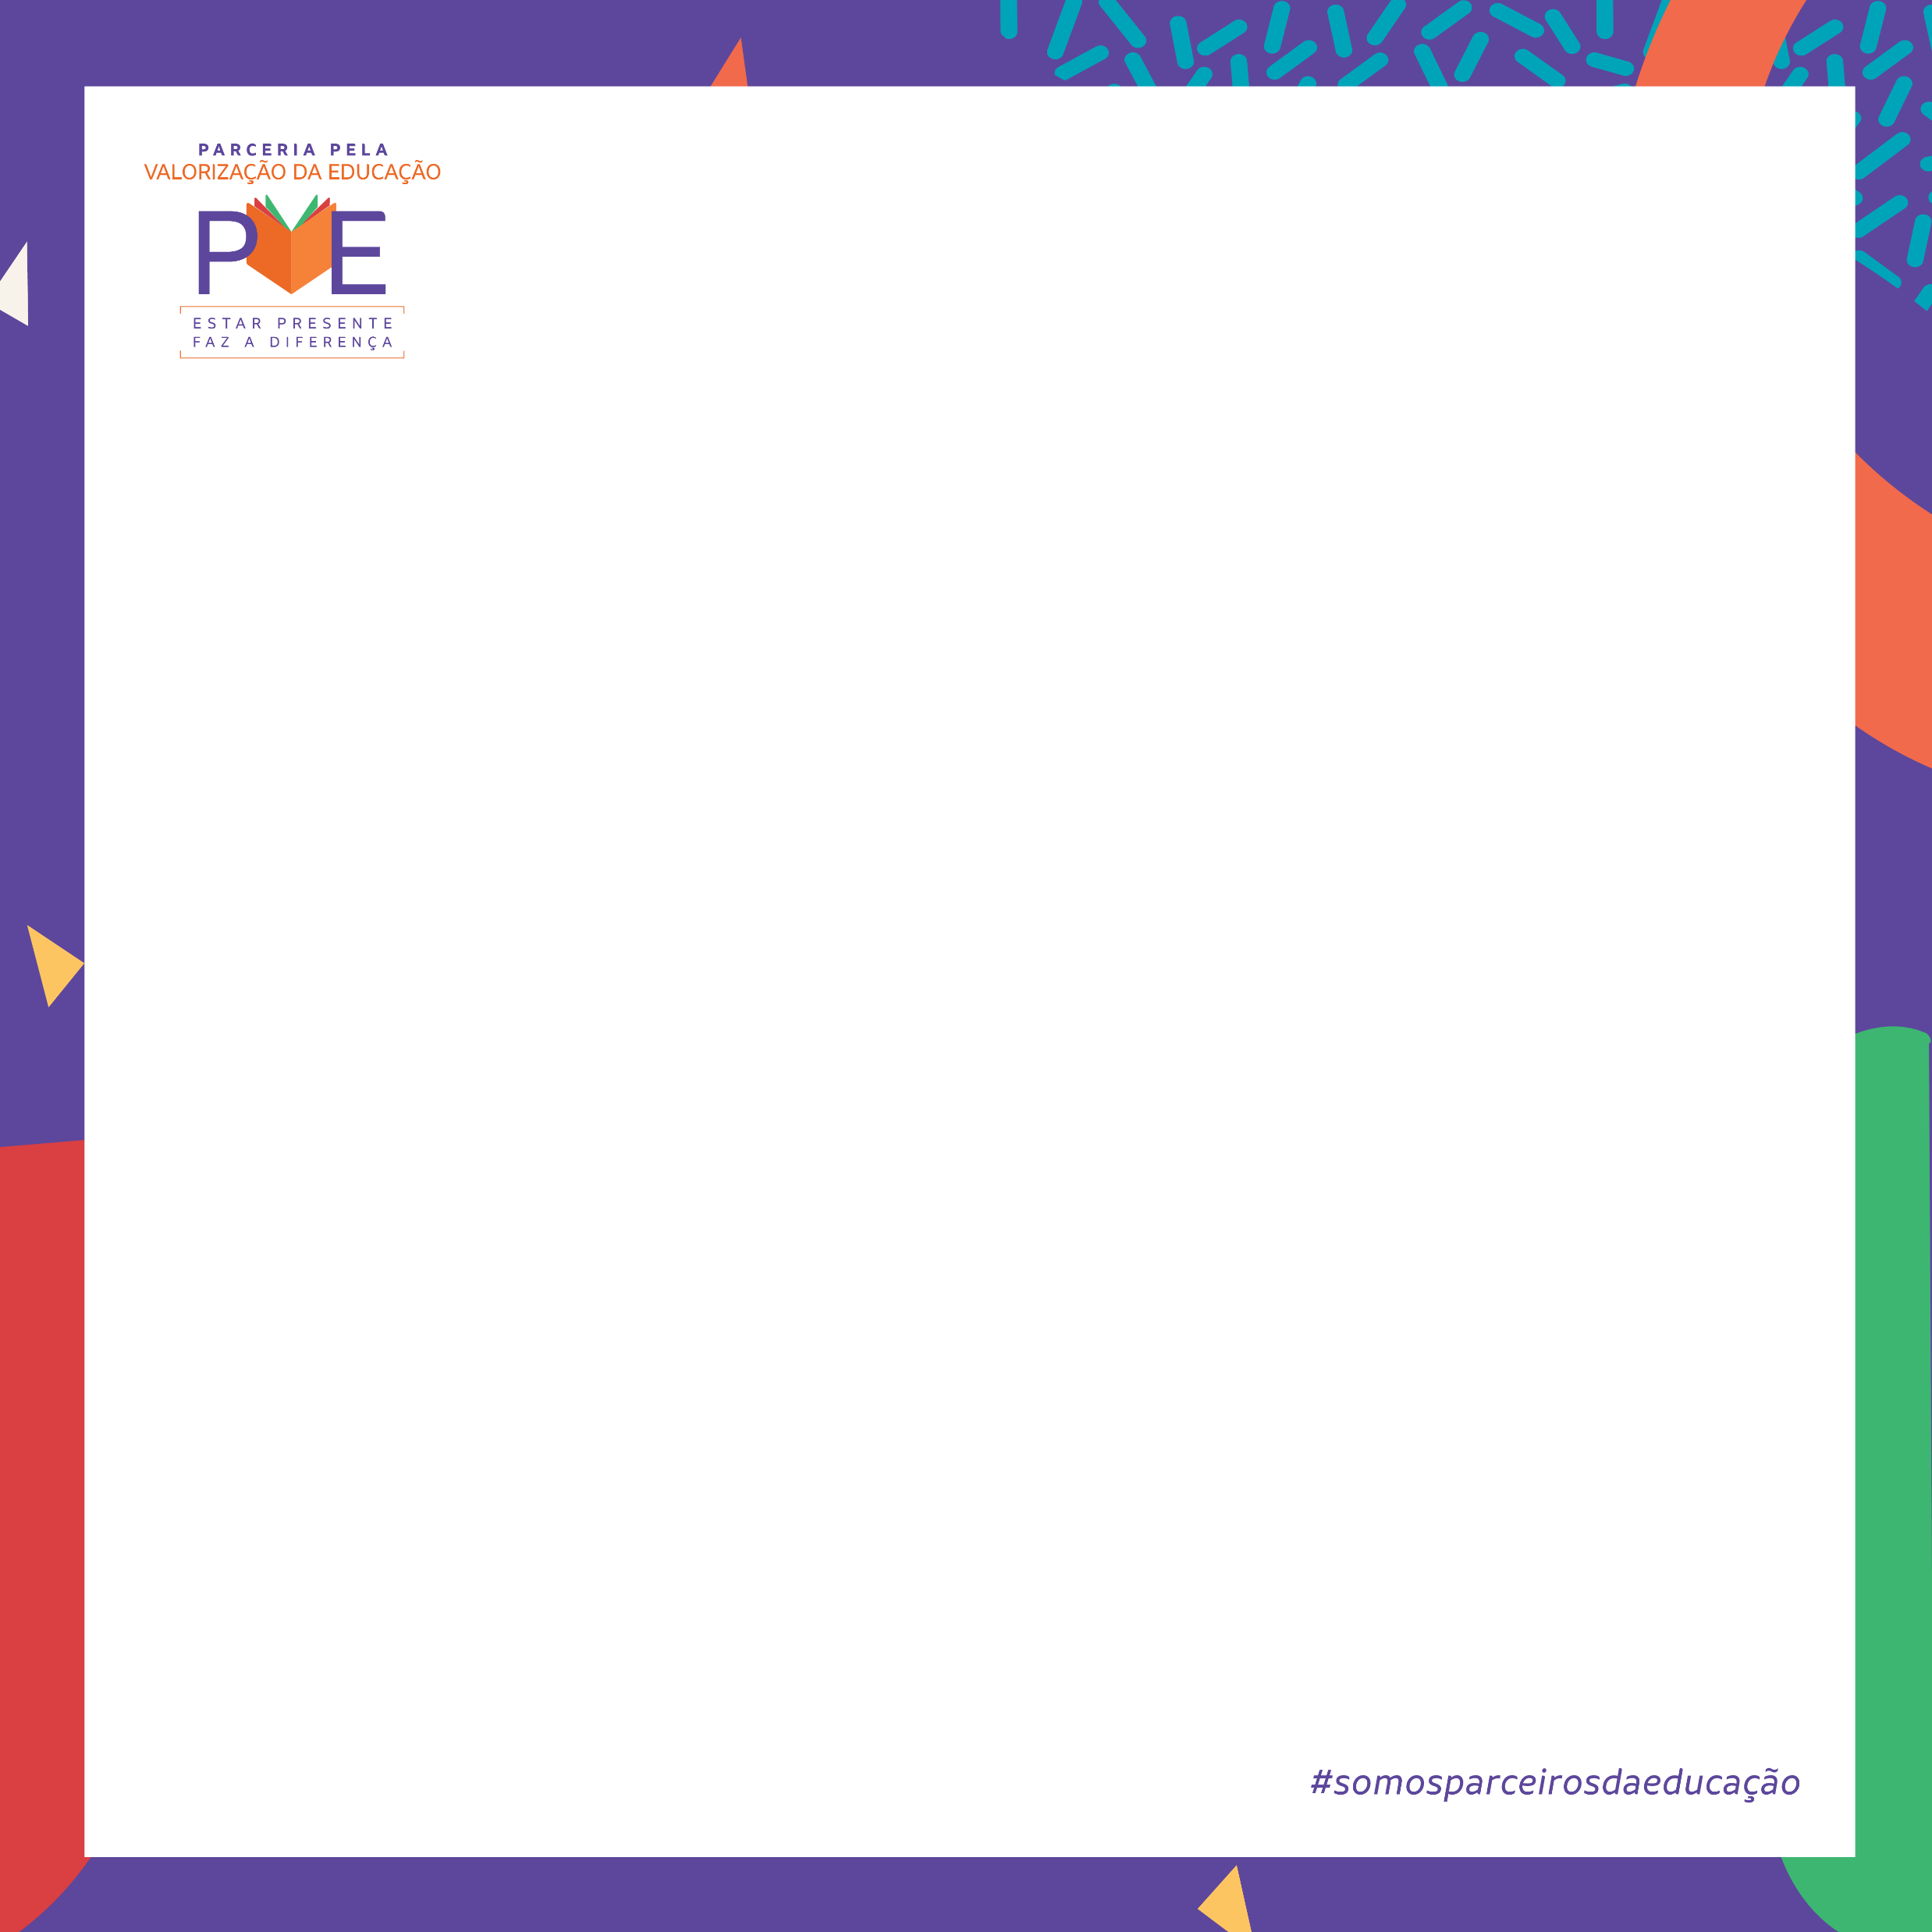 PARCERIA PELA
VALORIZAÇÃO DA EDUCAÇÃO
PVE
ESTAR PRESENTE
FAZ A DIFERENÇA
#somosparceirosdaeducação